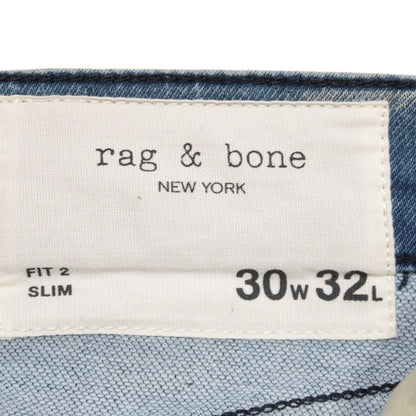 rag & bone
NEW YORK
FIT 2
SLIM
30W 32L